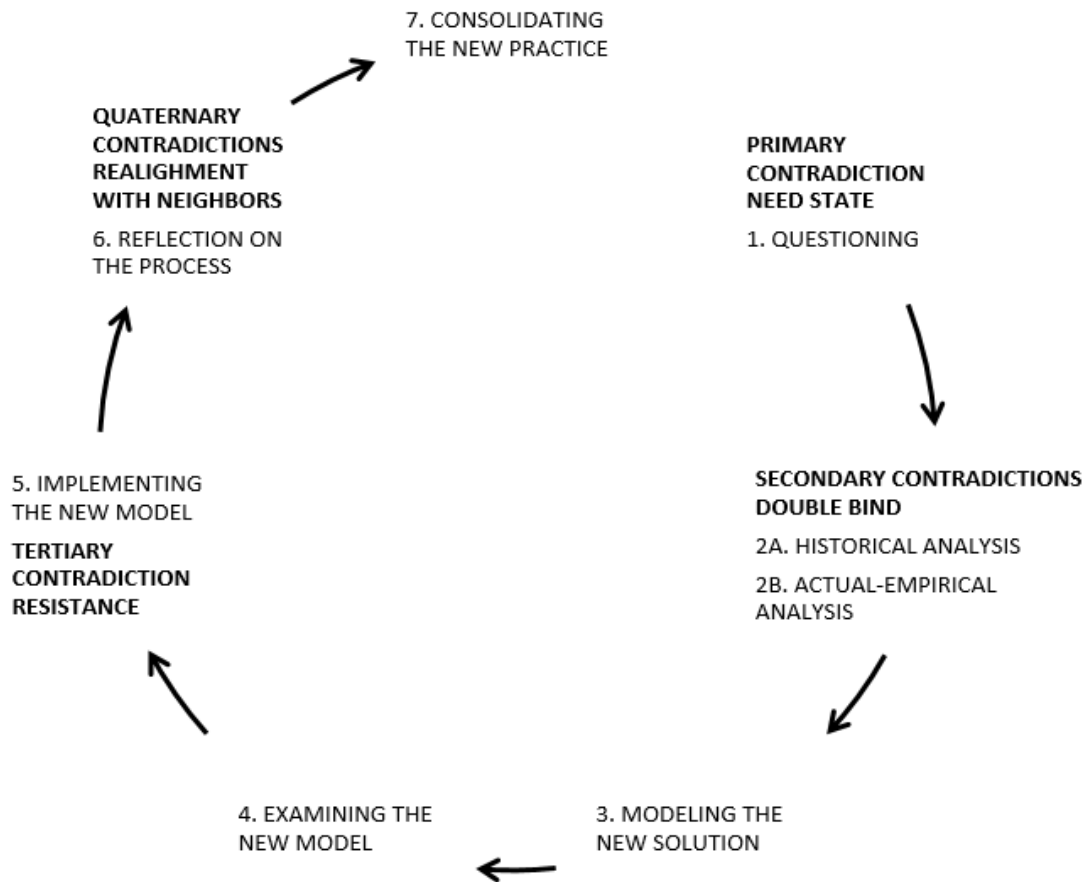 7. CONSOLIDATING
THE NEW PRACTICE
QUATERNARY
CONTRADICTIONS
REALIGHMENT
WITH NEIGHBORS
6. REFLECTION ON
THE PROCESS
PRIMARY
CONTRADICTION
NEED STATE
1. QUESTIONING
5. IMPLEMENTING
THE NEW MODEL
TERTIARY
CONTRADICTION
RESISTANCE
SECONDARY CONTRADICTIONS
DOUBLE BIND
2A. HISTORICAL ANALYSIS
2B. ACTUAL-EMPIRICAL
ANALYSIS
4. EXAMINING THE
NEW MODEL
3. MODELING THE
NEW SOLUTION